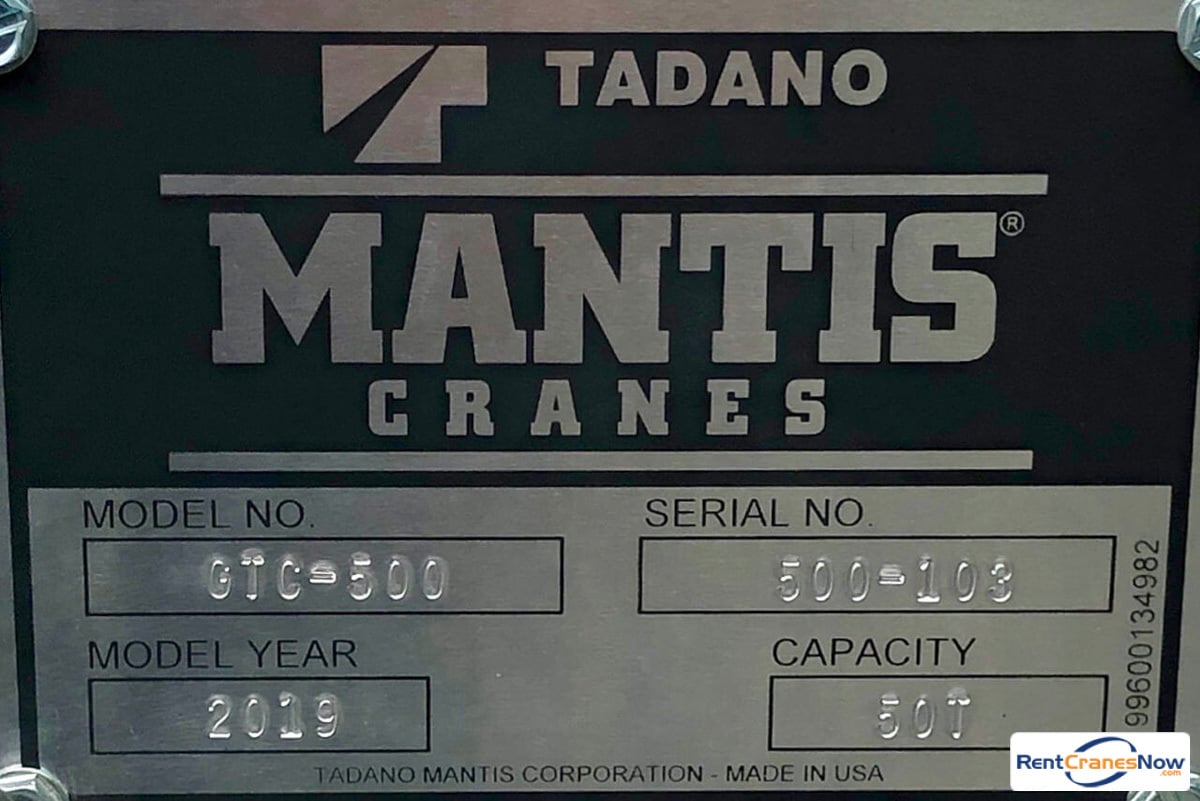 TADANO
MANTIS®
CRANES
MODEL NO.
GTC-500
SERIAL NO.
500-103
MODEL YEAR
2019
CAPACITY
50T
99600134982
TADANO MANTIS CORPORATION - MADE IN USA
RentCranesNow.com